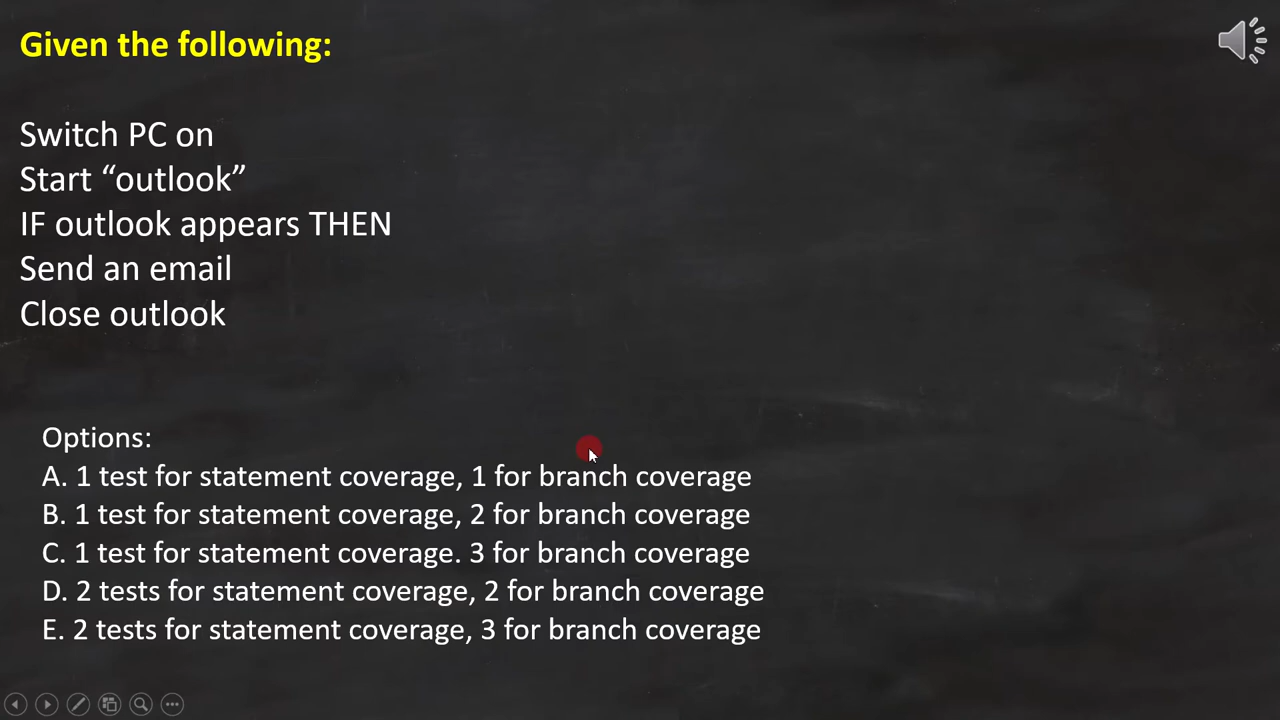 Given the following:
Switch PC on
Start “outlook”
IF outlook appears THEN
Send an email
Close outlook
Options:
A. 1 test for statement coverage, 1 for branch coverage
B. 1 test for statement coverage, 2 for branch coverage
C. 1 test for statement coverage. 3 for branch coverage
D. 2 tests for statement coverage, 2 for branch coverage
E. 2 tests for statement coverage, 3 for branch coverage